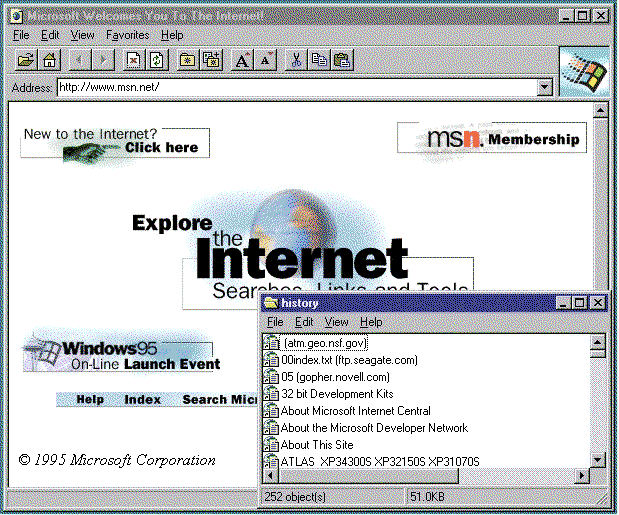 Microsoft Welcomes You To The Internet!
File Edit View Favorites Help
A A
Address: http://www.msn.net/
New to the Internet?
Click here
msn. Membership
Explore
the
Internet
Searches, Links and Tools
Windows95
On-Line Launch Event
Help Index Search Micr
© 1995 Microsoft Corporation
history
File Edit View Help
(atm.geo.nsf.gov)
00index.txt (ftp.seagate.com)
05 (gopher.novell.com)
32 bit Development Kits
About Microsoft Internet Central
About the Microsoft Developer Network
About This Site
ATLAS XP34300S XP32150S XP31070S
252 object(s) 51.0KB